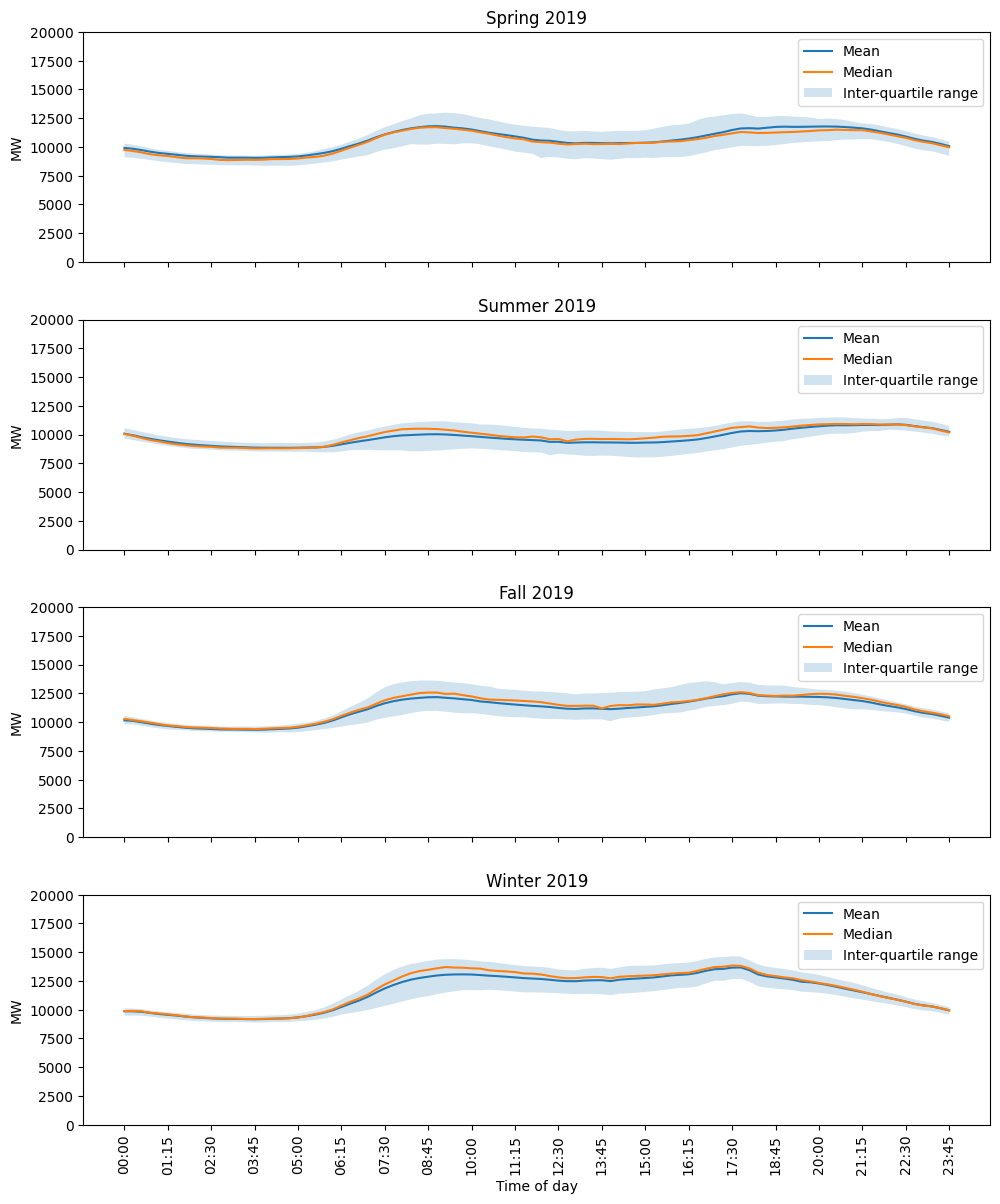 Spring 2019
20000
17500
15000
12500
10000
7500
5000
2500
0
MW
Mean
Median
Inter-quartile range
Summer 2019
20000
17500
15000
12500
10000
7500
5000
2500
0
MW
Mean
Median
Inter-quartile range
Fall 2019
20000
17500
15000
12500
10000
7500
5000
2500
0
MW
Mean
Median
Inter-quartile range
Winter 2019
20000
17500
15000
12500
10000
7500
5000
2500
0
MW
Mean
Median
Inter-quartile range
00:00
01:15
02:30
03:45
05:00
06:15
07:30
08:45
10:00
11:15
12:30
13:45
15:00
16:15
17:30
18:45
20:00
21:15
22:30
23:45
Time of day